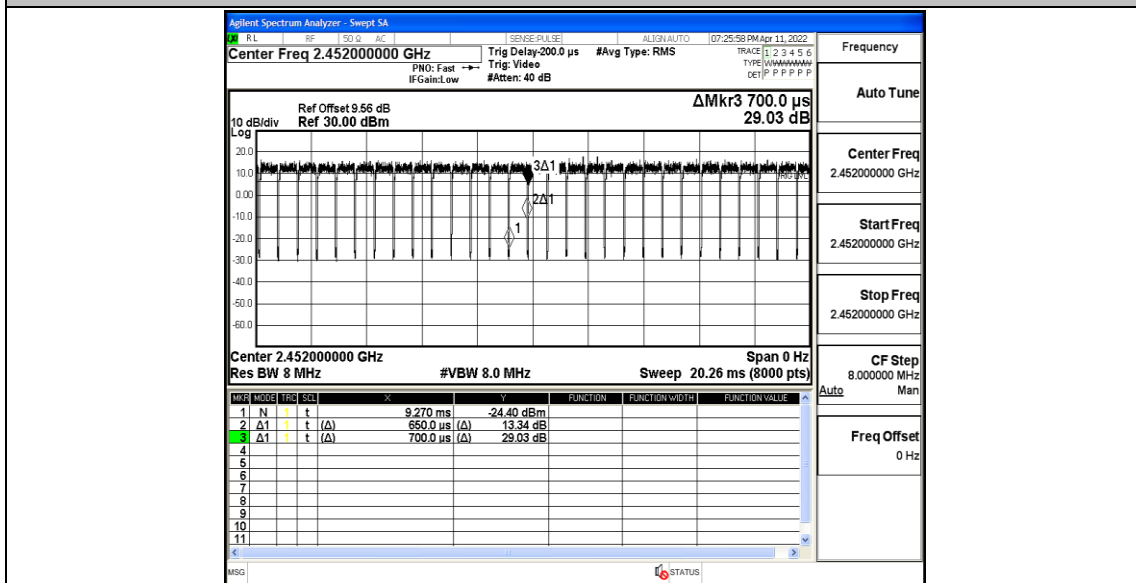 Agilent Spectrum Analyzer - Swept SA
RL RF 50 Ω AC SENSE:PULSE ALIGNAUTO 07:25:58 PM Apr 11, 2022
Center Freq 2.452000000 GHz
PNO: Fast
IFGain:Low
Trig Delay-200.0 µs
Trig: Video
#Atten: 40 dB
#Avg Type: RMS
TRACE 1 2 3 4 5 6
TYPE WWWWWW
DET P P P P P P
Ref Offset 9.56 dB
10 dB/div Ref 30.00 dBm
ΔMkr3 700.0 µs
29.03 dB
Log
20.0
10.0
0.00
-10.0
-20.0
-30.0
-40.0
-50.0
-60.0
3Δ1
2Δ1
1
TRIG LVL
Center 2.452000000 GHz Span 0 Hz
Res BW 8 MHz #VBW 8.0 MHz Sweep 20.26 ms (8000 pts)
MKR MODE TRC SCL X Y FUNCTION FUNCTION WIDTH FUNCTION VALUE
1 N 1 t 9.270 ms -24.40 dBm
2 Δ1 1 t (Δ) 650.0 µs (Δ) 13.34 dB
3 Δ1 1 t (Δ) 700.0 µs (Δ) 29.03 dB
4
5
6
7
8
9
10
11
MSG STATUS
Frequency
Auto Tune
Center Freq
2.452000000 GHz
Start Freq
2.452000000 GHz
Stop Freq
2.452000000 GHz
CF Step
8.000000 MHz
Auto Man
Freq Offset
0 Hz